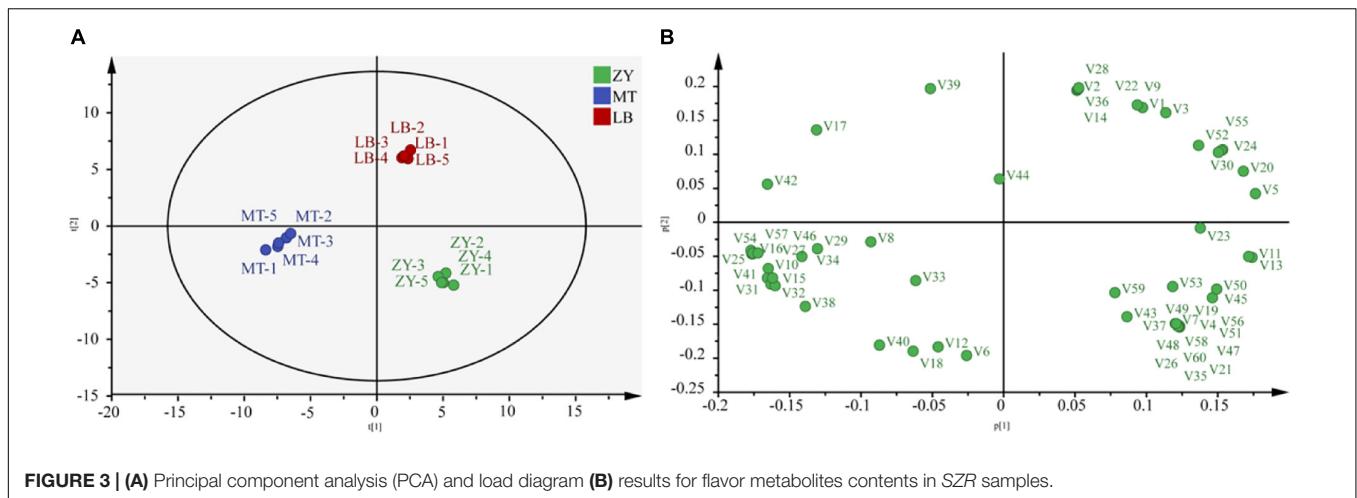 A
B
ZY
MT
LB
10
5
0
-5
-10
-15
-20
-15
-10
-5
0
5
10
15
t[2]
t[1]
LB-2
LB-3
LB-1
LB-4
LB-5
MT-5
MT-2
MT-3
MT-4
MT-1
ZY-2
ZY-4
ZY-3
ZY-1
ZY-5
0.2
0.15
0.1
0.05
0
-0.05
-0.1
-0.15
-0.2
-0.25
-0.2
-0.15
-0.1
-0.05
0
0.05
0.1
0.15
p[2]
p[1]
V39
V28
V2
V22
V9
V36
V1
V3
V14
V17
V55
V52
V24
V30
V20
V42
V44
V5
V23
V54
V57
V46
V29
V8
V16
V27
V25
V34
V11
V13
V10
V41
V15
V33
V31
V32
V38
V59
V53
V50
V45
V43
V49
V19
V37
V7
V4
V56
V51
V48
V58
V47
V26
V60
V21
V35
V40
V12
V18
V6
FIGURE 3 | (A) Principal component analysis (PCA) and load diagram (B) results for flavor metabolites contents in SZR samples.